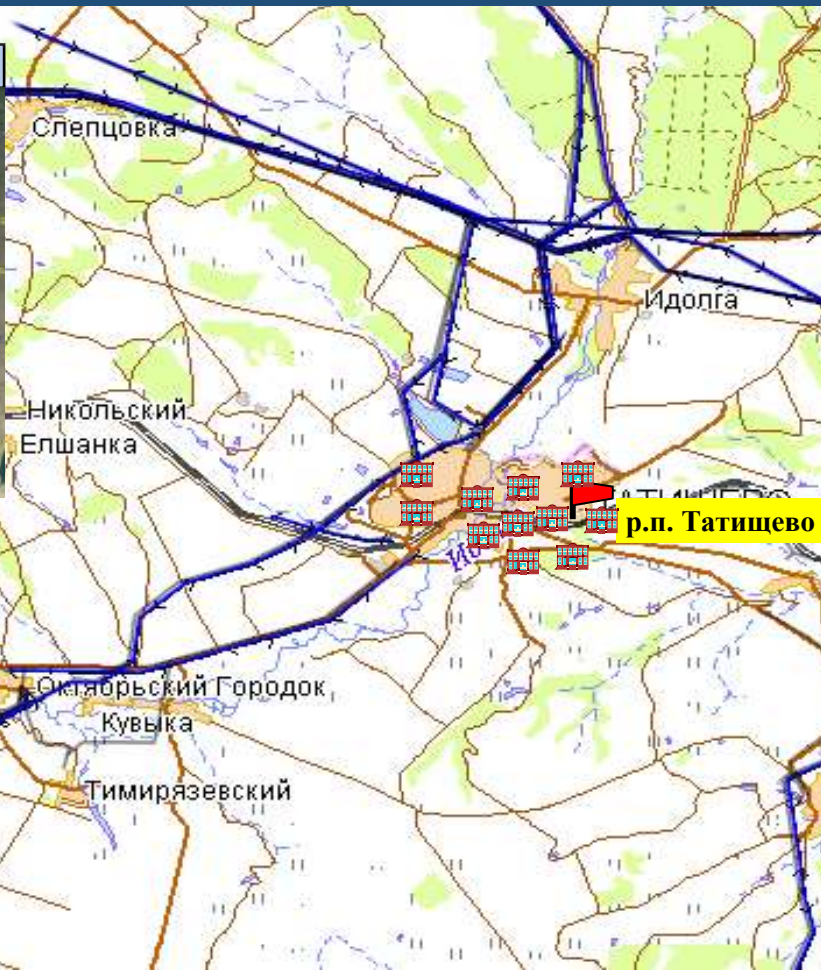 Слепцовка
Идолга
Никольский
Елшанка
р.п. Татищево
Октябрьский Городок
Кувыка
Тимирязевский